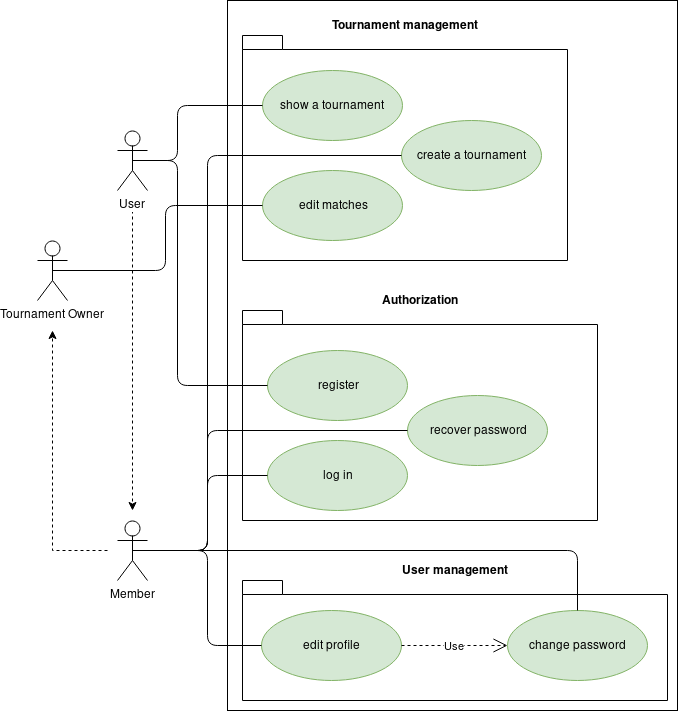 Tournament management
show a tournament
create a tournament
edit matches
User
Tournament Owner
Authorization
register
recover password
log in
Member
User management
edit profile
Use
change password